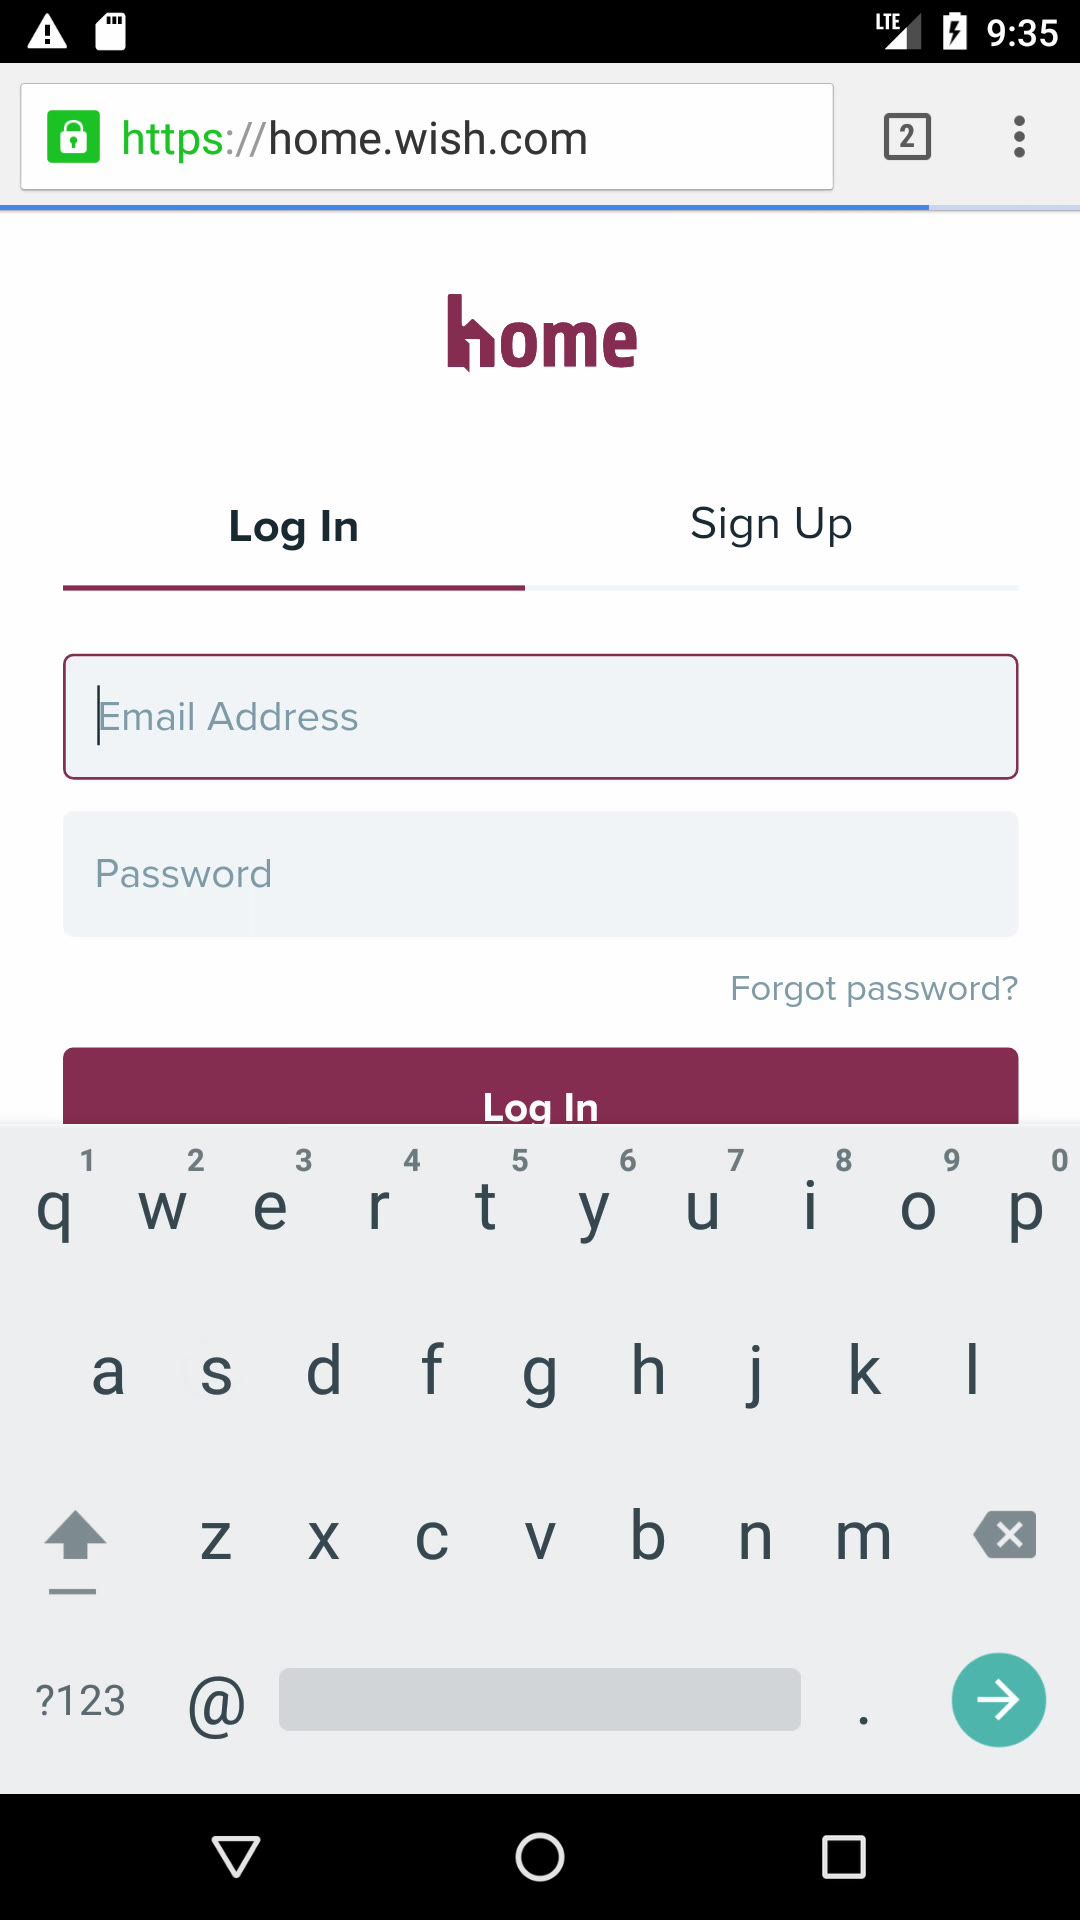 LTE 9:35
https://home.wish.com 2
home
Log In Sign Up
Email Address
Password
Forgot password?
Log In
1 2 3 4 5 6 7 8 9 0
q w e r t y u i o p
a s d f g h j k l
z x c v b n m
?123 @ .